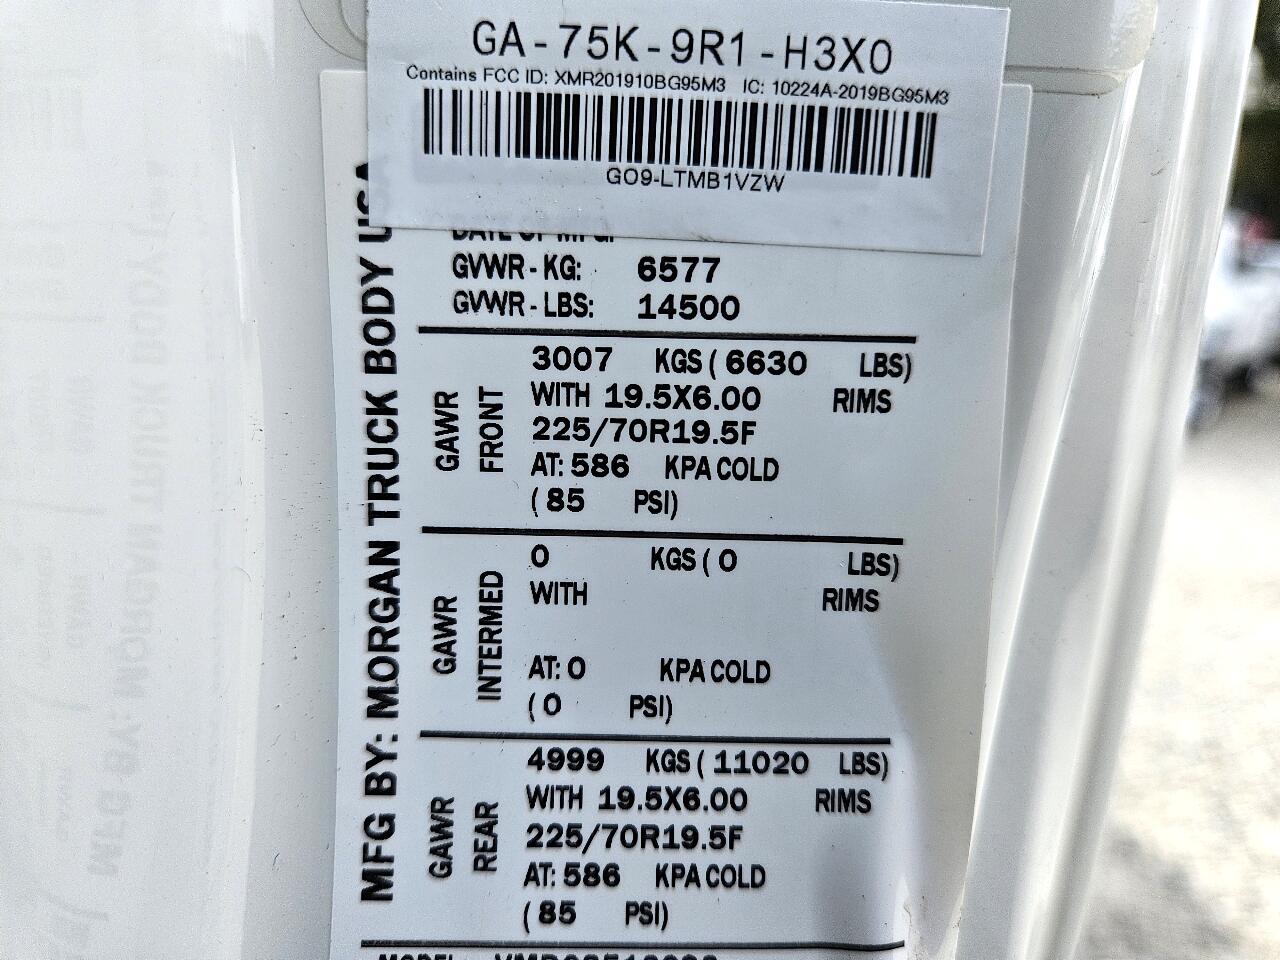 GA-75K-9R1-H3X0
Contains FCC ID: XMR201910BG95M3 IC: 10224A-2019BG95M3
GO9-LTMB1VZW
MFG BY: MORGAN TRUCK BODY USA
DATE OF MFG:
GVWR-KG: 6577
GVWR-LBS: 14500
GAWR FRONT
3007 KGS ( 6630 LBS)
WITH 19.5X6.00 RIMS
225/70R19.5F
AT: 586 KPA COLD
( 85 PSI)
GAWR INTERMED
0 KGS ( 0 LBS)
WITH RIMS
AT: 0 KPA COLD
( 0 PSI)
GAWR REAR
4999 KGS ( 11020 LBS)
WITH 19.5X6.00 RIMS
225/70R19.5F
AT: 586 KPA COLD
( 85 PSI)
MODEL: